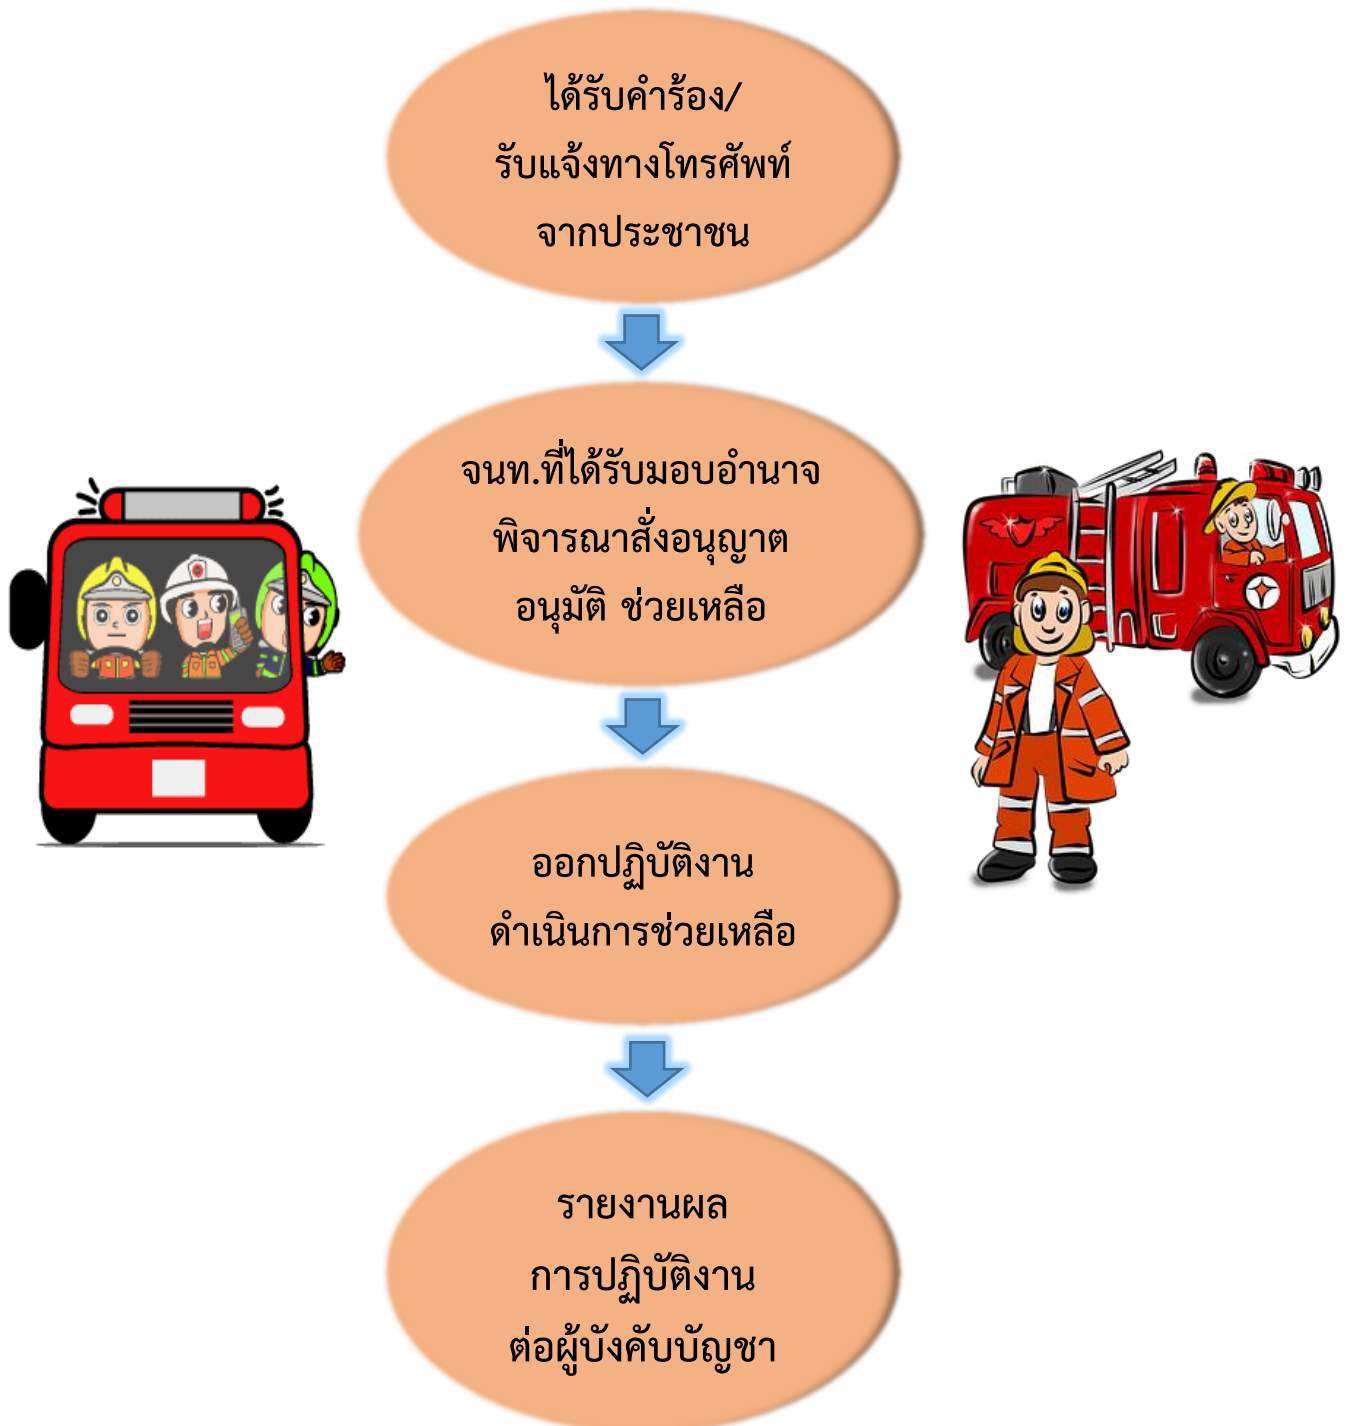 ได้รับคำร้อง/
รับแจ้งทางโทรศัพท์
จากประชาชน
จนท.ที่ได้รับมอบอำนาจ
พิจารณาสั่งอนุญาต
อนุมัติ ช่วยเหลือ
ออกปฏิบัติงาน
ดำเนินการช่วยเหลือ
รายงานผล
การปฏิบัติงาน
ต่อผู้บังคับบัญชา